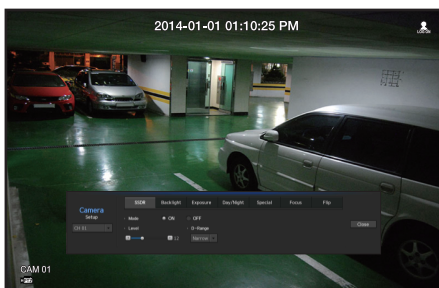 2014-01-01 01:10:25 PM
LOG ON
SSDR Backlight Exposure Day/Night Special Focus Flip
Camera
Setup
CH 01
Mode ON OFF
Level D-Range
12 Narrow
Close
CAM 01